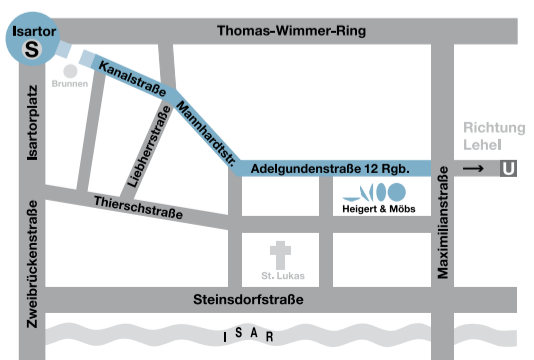 Isartor
S
Thomas-Wimmer-Ring
Brunnen
Kanalstraße
Mannhardtstr.
Isartorplatz
Liebherrstraße
Richtung
Lehel
Adelgundenstraße 12 Rgb.
→ U
Heigert & Möbs
Thierschstraße
Maximilianstraße
Zweibrückenstraße
St. Lukas
Steinsdorfstraße
ISAR